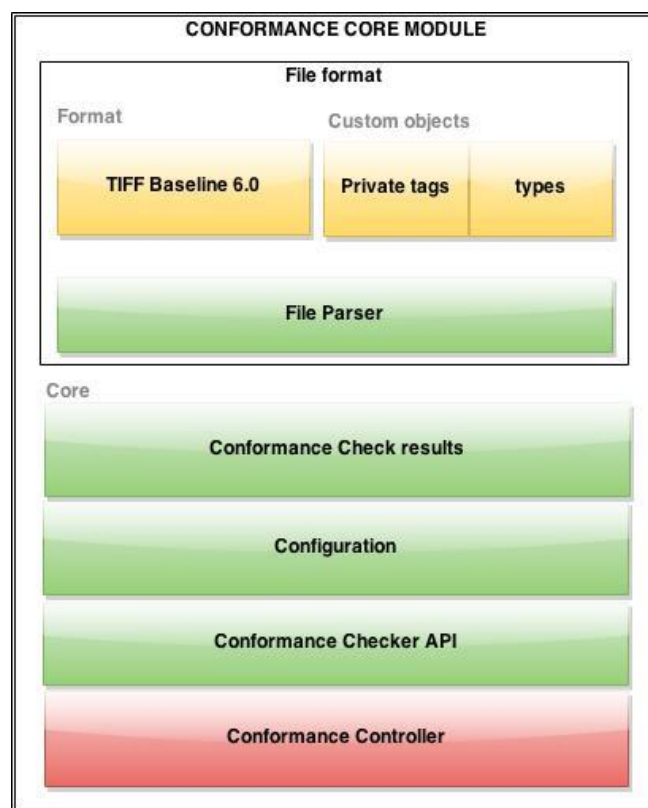 CONFORMANCE CORE MODULE
File format
Format
Custom objects
TIFF Baseline 6.0
Private tags
types
File Parser
Core
Conformance Check results
Configuration
Conformance Checker API
Conformance Controller